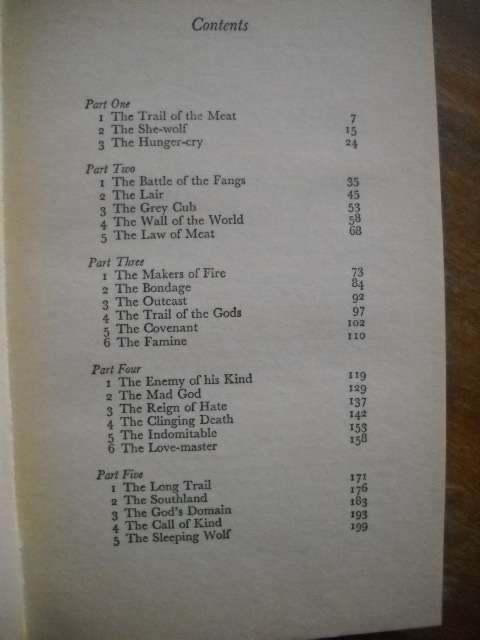 Contents
Part One
1 The Trail of the Meat 7
2 The She-wolf 15
3 The Hunger-cry 24
Part Two
1 The Battle of the Fangs 35
2 The Lair 45
3 The Grey Cub 53
4 The Wall of the World 58
5 The Law of Meat 68
Part Three
1 The Makers of Fire 73
2 The Bondage 84
3 The Outcast 92
4 The Trail of the Gods 97
5 The Covenant 102
6 The Famine 110
Part Four
1 The Enemy of his Kind 119
2 The Mad God 129
3 The Reign of Hate 137
4 The Clinging Death 142
5 The Indomitable 153
6 The Love-master 158
Part Five
1 The Long Trail 171
2 The Southland 176
3 The God's Domain 183
4 The Call of Kind 193
5 The Sleeping Wolf 199